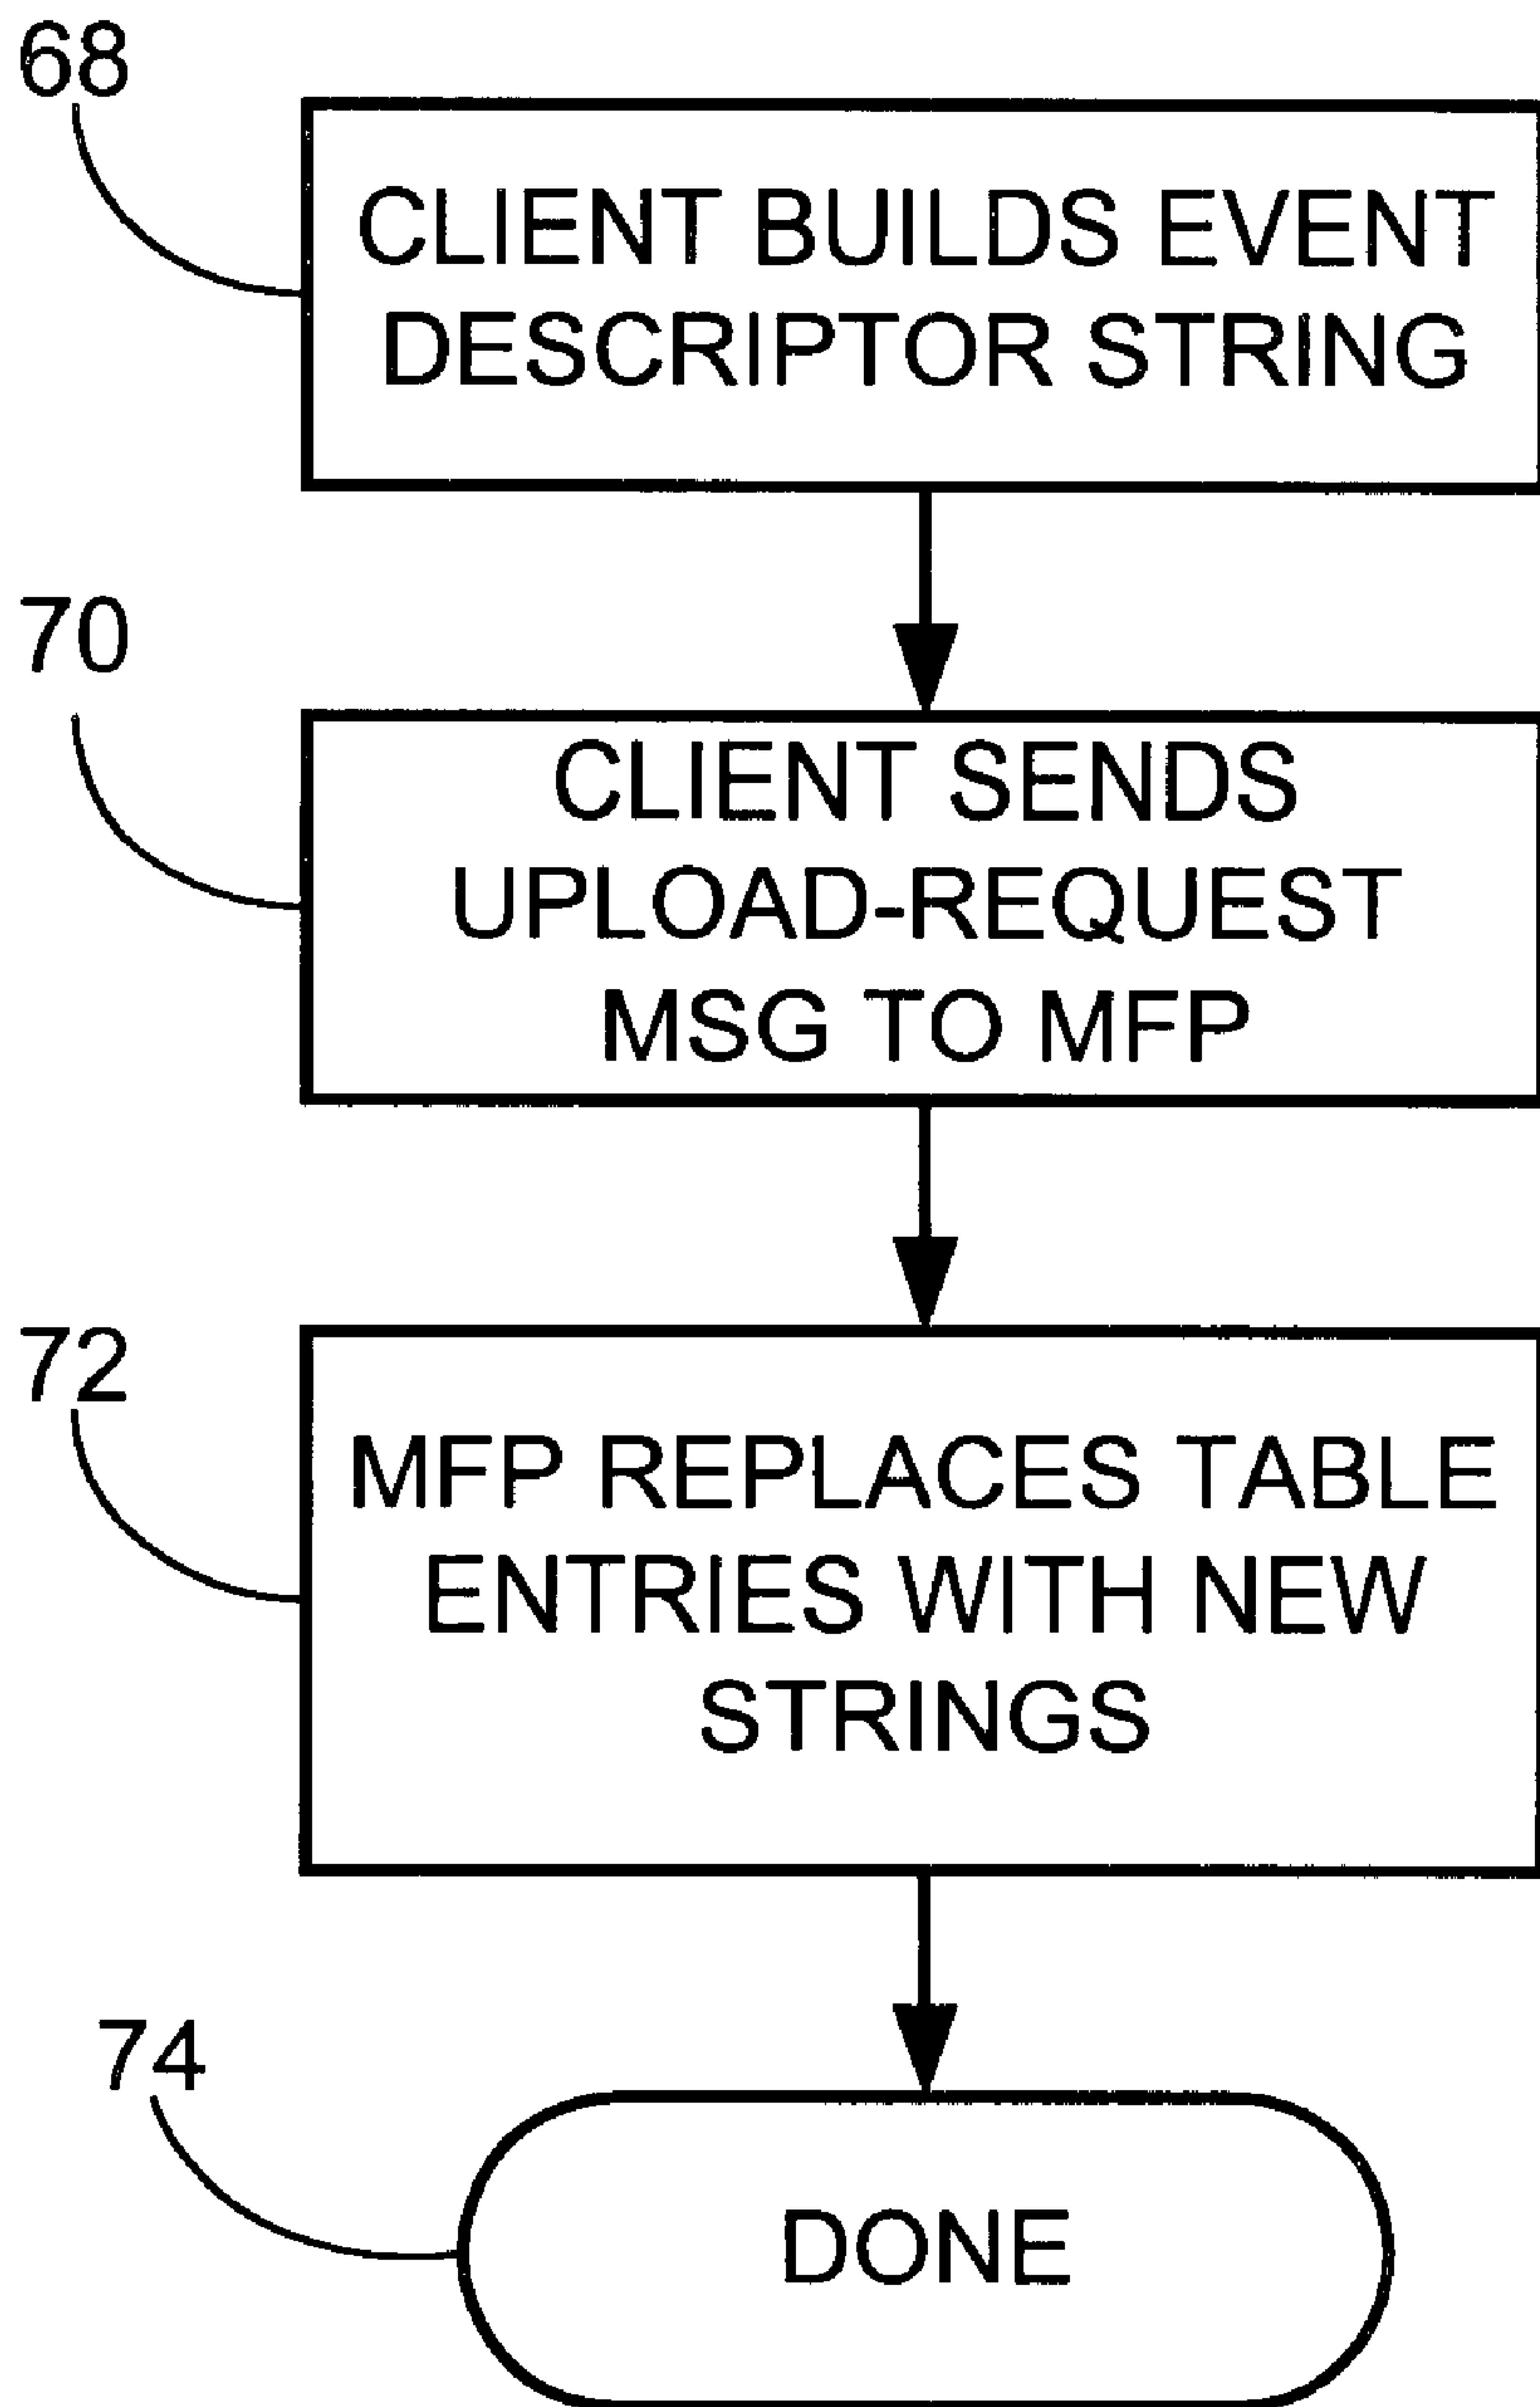 68
CLIENT BUILDS EVENT
DESCRIPTOR STRING
70
CLIENT SENDS
UPLOAD-REQUEST
MSG TO MFP
72
MFP REPLACES TABLE
ENTRIES WITH NEW
STRINGS
74
DONE